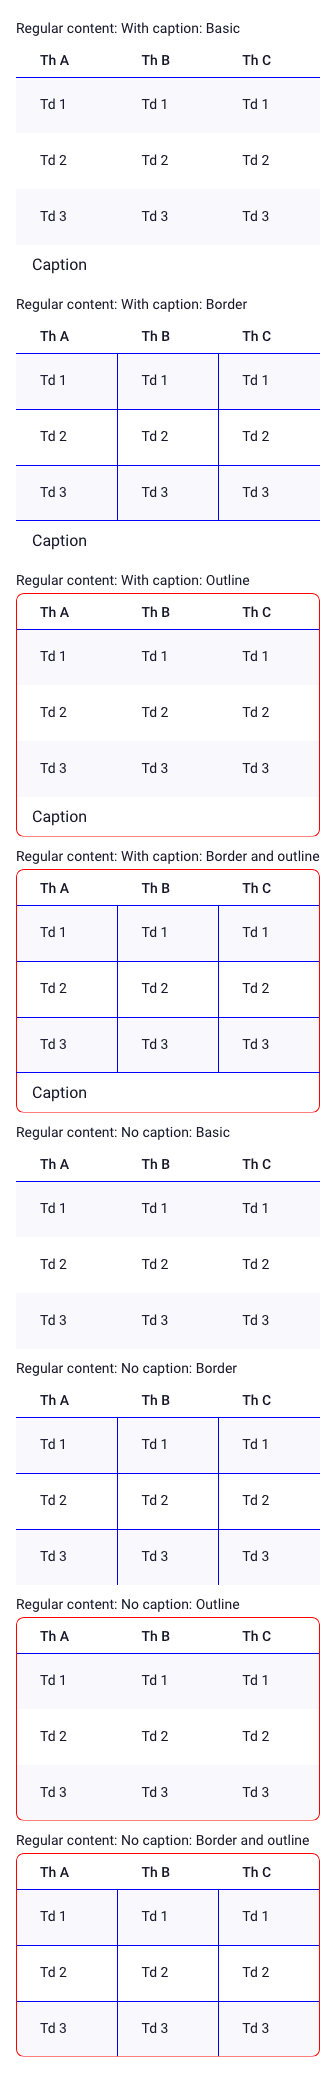 Regular content: With caption: Basic
Th A Th B Th C
Td 1 Td 1 Td 1
Td 2 Td 2 Td 2
Td 3 Td 3 Td 3
Caption
Regular content: With caption: Border
Th A Th B Th C
Td 1 Td 1 Td 1
Td 2 Td 2 Td 2
Td 3 Td 3 Td 3
Caption
Regular content: With caption: Outline
Th A Th B Th C
Td 1 Td 1 Td 1
Td 2 Td 2 Td 2
Td 3 Td 3 Td 3
Caption
Regular content: With caption: Border and outline
Th A Th B Th C
Td 1 Td 1 Td 1
Td 2 Td 2 Td 2
Td 3 Td 3 Td 3
Caption
Regular content: No caption: Basic
Th A Th B Th C
Td 1 Td 1 Td 1
Td 2 Td 2 Td 2
Td 3 Td 3 Td 3
Regular content: No caption: Border
Th A Th B Th C
Td 1 Td 1 Td 1
Td 2 Td 2 Td 2
Td 3 Td 3 Td 3
Regular content: No caption: Outline
Th A Th B Th C
Td 1 Td 1 Td 1
Td 2 Td 2 Td 2
Td 3 Td 3 Td 3
Regular content: No caption: Border and outline
Th A Th B Th C
Td 1 Td 1 Td 1
Td 2 Td 2 Td 2
Td 3 Td 3 Td 3